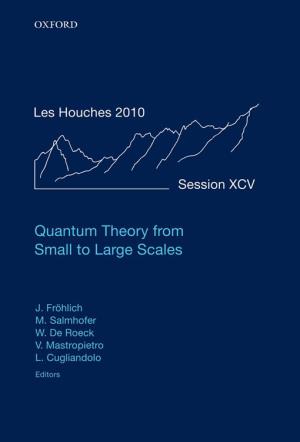 OXFORD
Les Houches 2010
Session XCV
Quantum Theory from
Small to Large Scales
J. Fröhlich
M. Salmhofer
W. De Roeck
V. Mastropietro
L. Cugliandolo
Editors